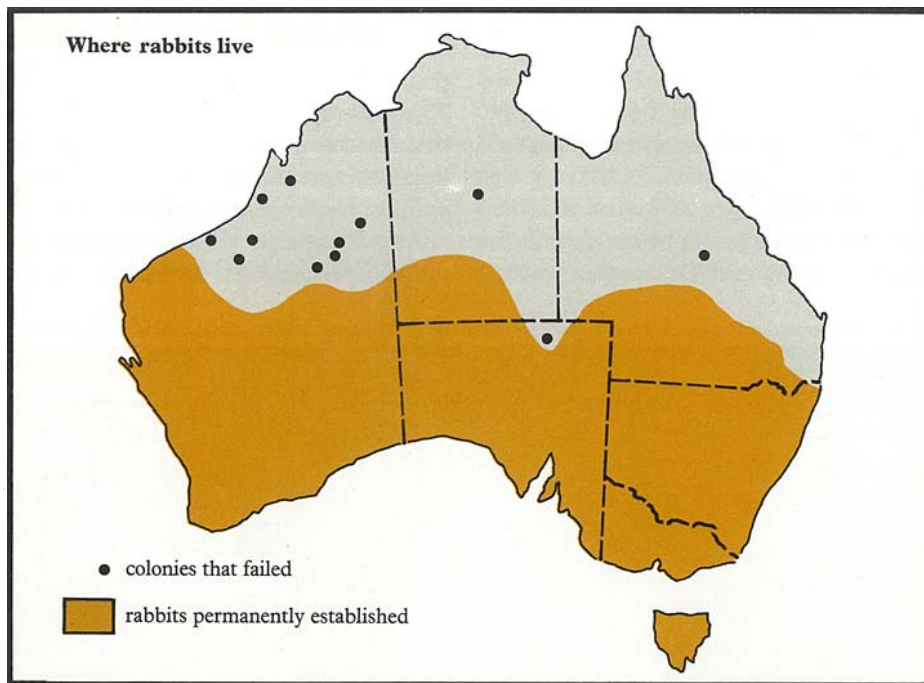 Where rabbits live
colonies that failed
rabbits permanently established